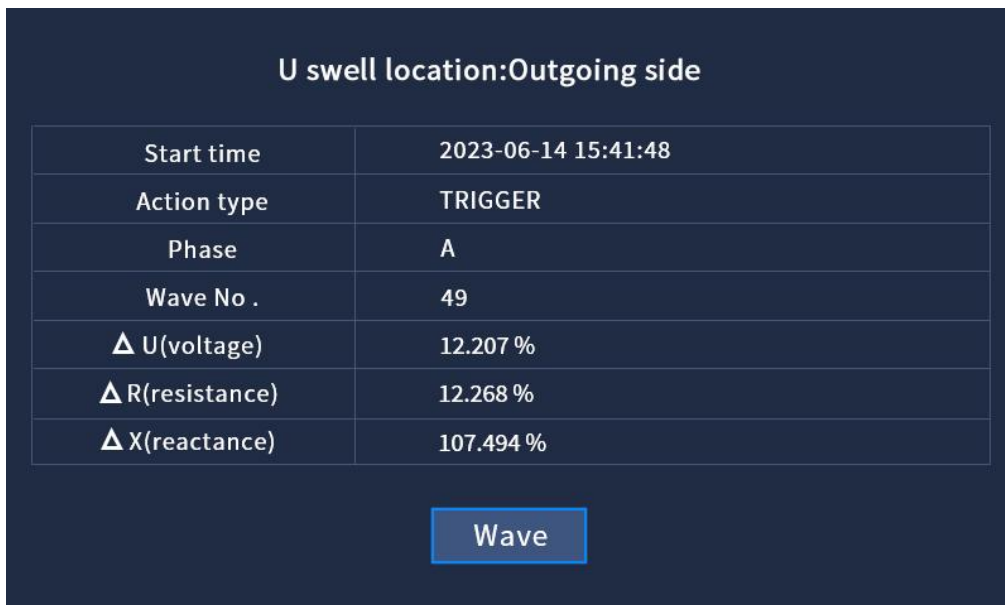 U swell location:Outgoing side
Start time 2023-06-14 15:41:48
Action type TRIGGER
Phase A
Wave No . 49
Δ U(voltage) 12.207 %
Δ R(resistance) 12.268 %
Δ X(reactance) 107.494 %
Wave